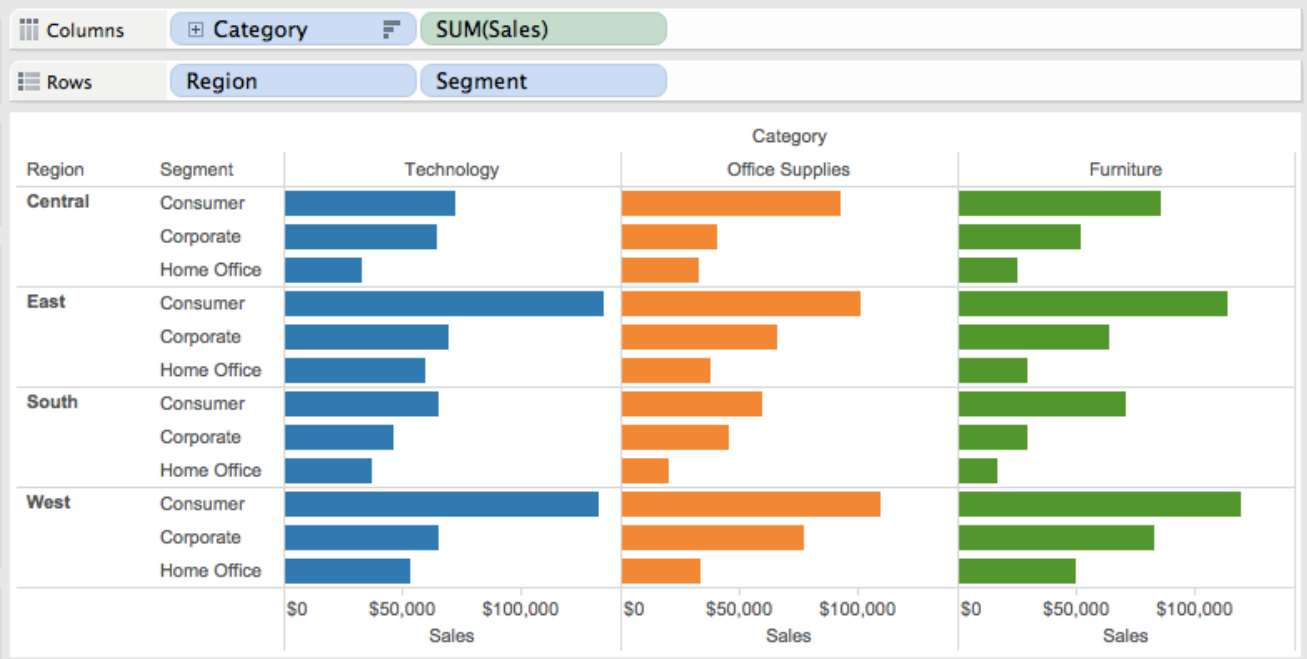 Columns Category SUM(Sales)
Rows Region Segment
Category
Region Segment Technology Office Supplies Furniture
Central Consumer
Corporate
Home Office
East Consumer
Corporate
Home Office
South Consumer
Corporate
Home Office
West Consumer
Corporate
Home Office
$0 $50,000 $100,000 $0 $50,000 $100,000 $0 $50,000 $100,000
Sales Sales Sales